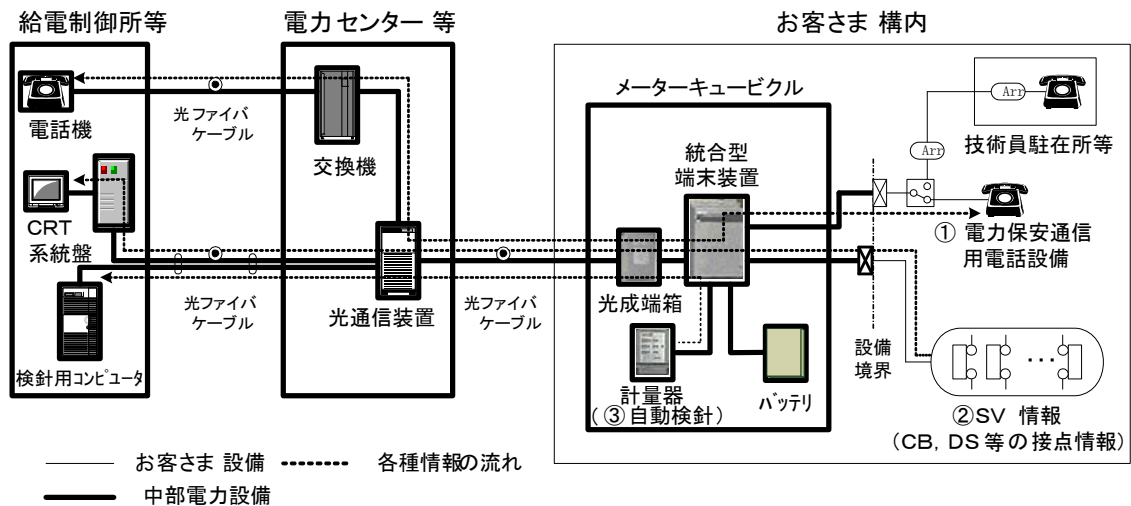 給電制御所等
電力センター 等
お客さま 構内
電話機
光ファイバ
ケーブル
交換機
メーターキュービクル
統合型
端末装置
Arr
技術員駐在所等
Arr
CRT
系統盤
① 電力保安通信
用電話設備
光ファイバ
ケーブル
光通信装置
光ファイバ
ケーブル
光成端箱
設備
境界
検針用コンピュータ
計量器
(③自動検針)
バッテリ
・・・
②SV 情報
(CB, DS等の接点情報)
お客さま 設備
各種情報の流れ
中部電力設備